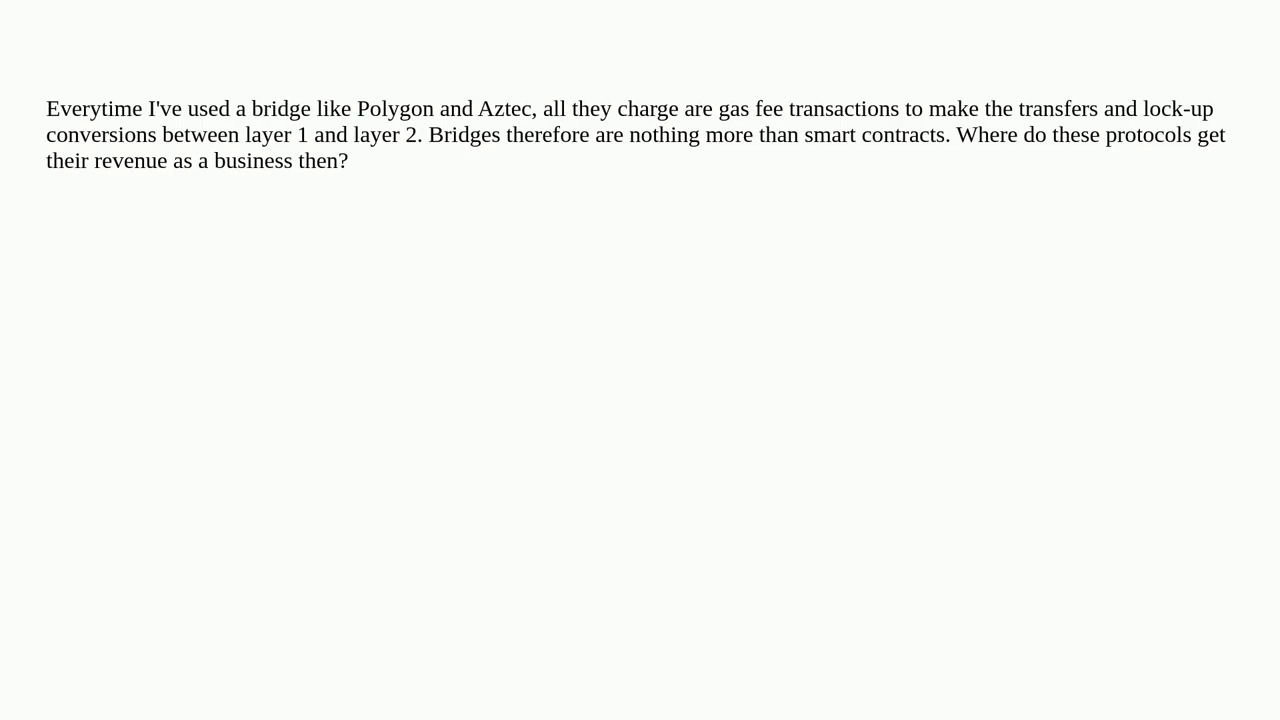 Everytime I've used a bridge like Polygon and Aztec, all they charge are gas fee transactions to make the transfers and lock-up
conversions between layer 1 and layer 2. Bridges therefore are nothing more than smart contracts. Where do these protocols get
their revenue as a business then?